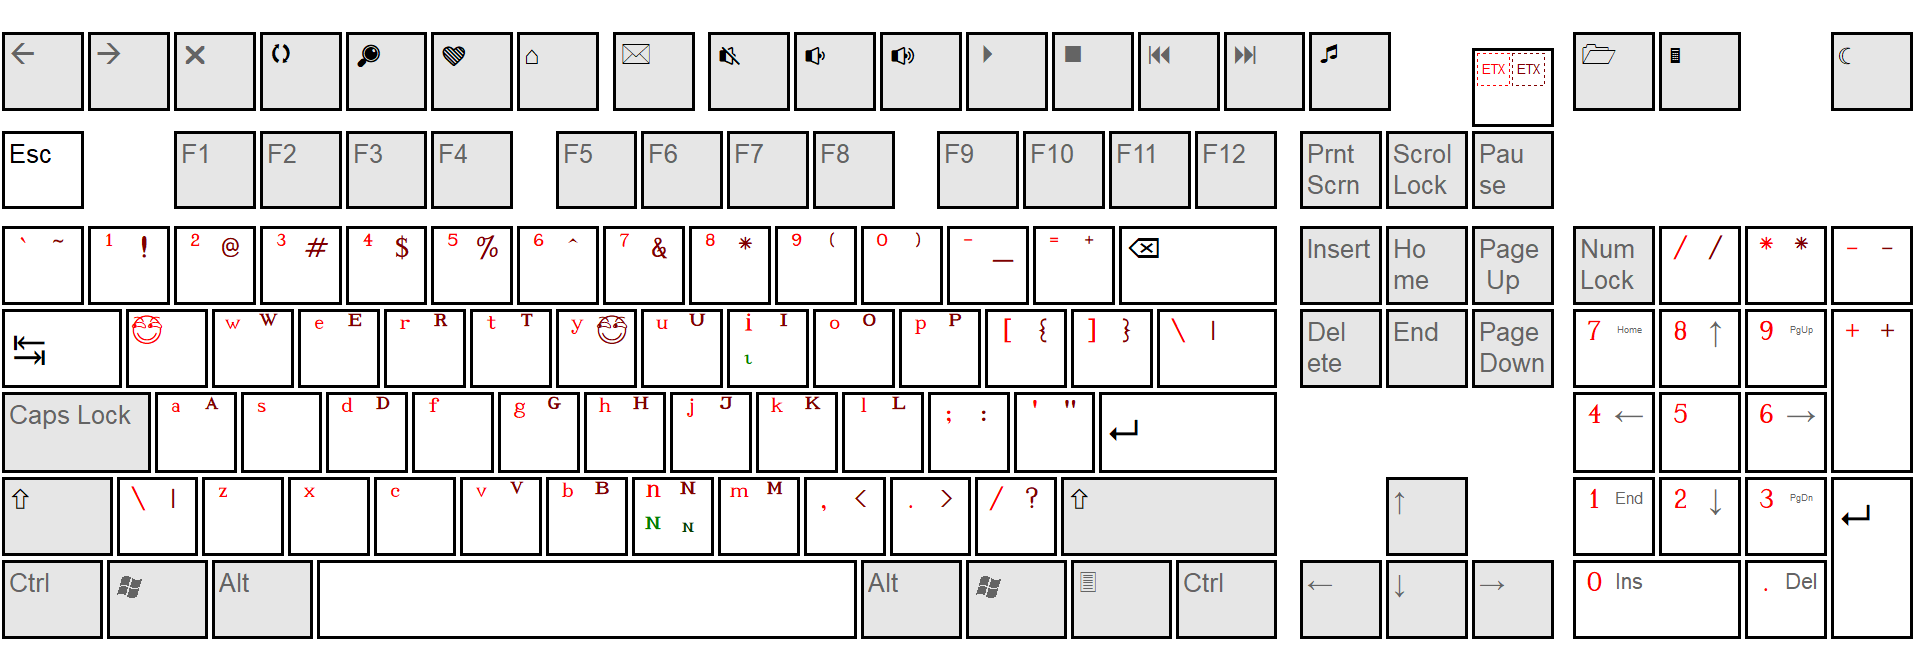 ETX ETX
Esc F1 F2 F3 F4 F5 F6 F7 F8 F9 F10 F11 F12 Prnt Scrn Scrol Lock Pau se
` ~ 1 ! 2 @ 3 # 4 $ 5 % 6 ^ 7 & 8 * 9 ( 0 ) - _ = + ⌫ Insert Ho me Page Up Num Lock / / * * - -
w W e E r R t T y u U i I ι o O p P [ { ] } \ | Del ete End Page Down 7 Home 8 ↑ 9 PgUp + +
Caps Lock a A s d D f g G h H j J k K l L ; : ' " ↵ 4 ← 5 6 →
⇧ \ | z x c v V b B n N N N m M , < . > / ? ⇧ ↑ 1 End 2 ↓ 3 PgDn ↵
Ctrl Alt Alt Ctrl ← ↓ → 0 Ins . Del